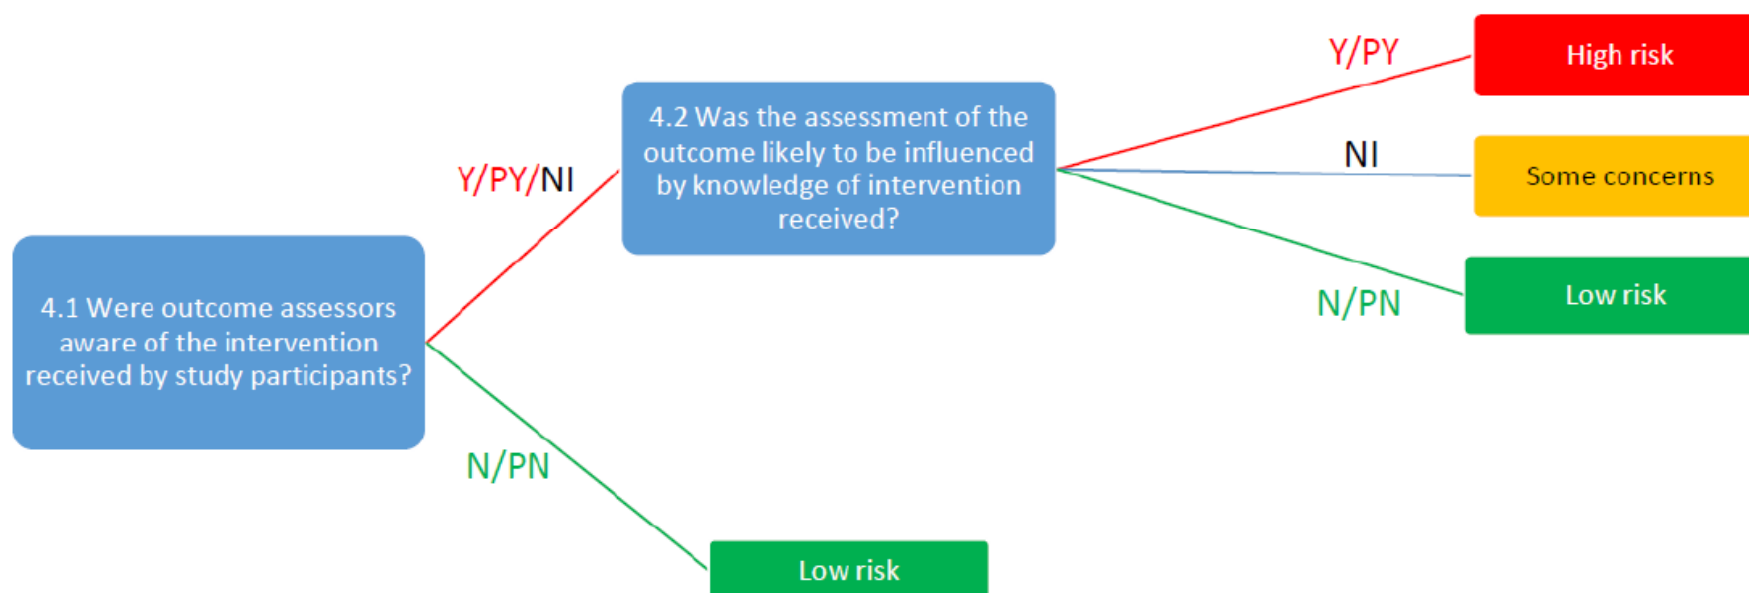 4.1 Were outcome assessors
aware of the intervention
received by study participants?
Y/PY/NI
N/PN
4.2 Was the assessment of the
outcome likely to be influenced
by knowledge of intervention
received?
Low risk
Y/PY
NI
N/PN
High risk
Some concerns
Low risk